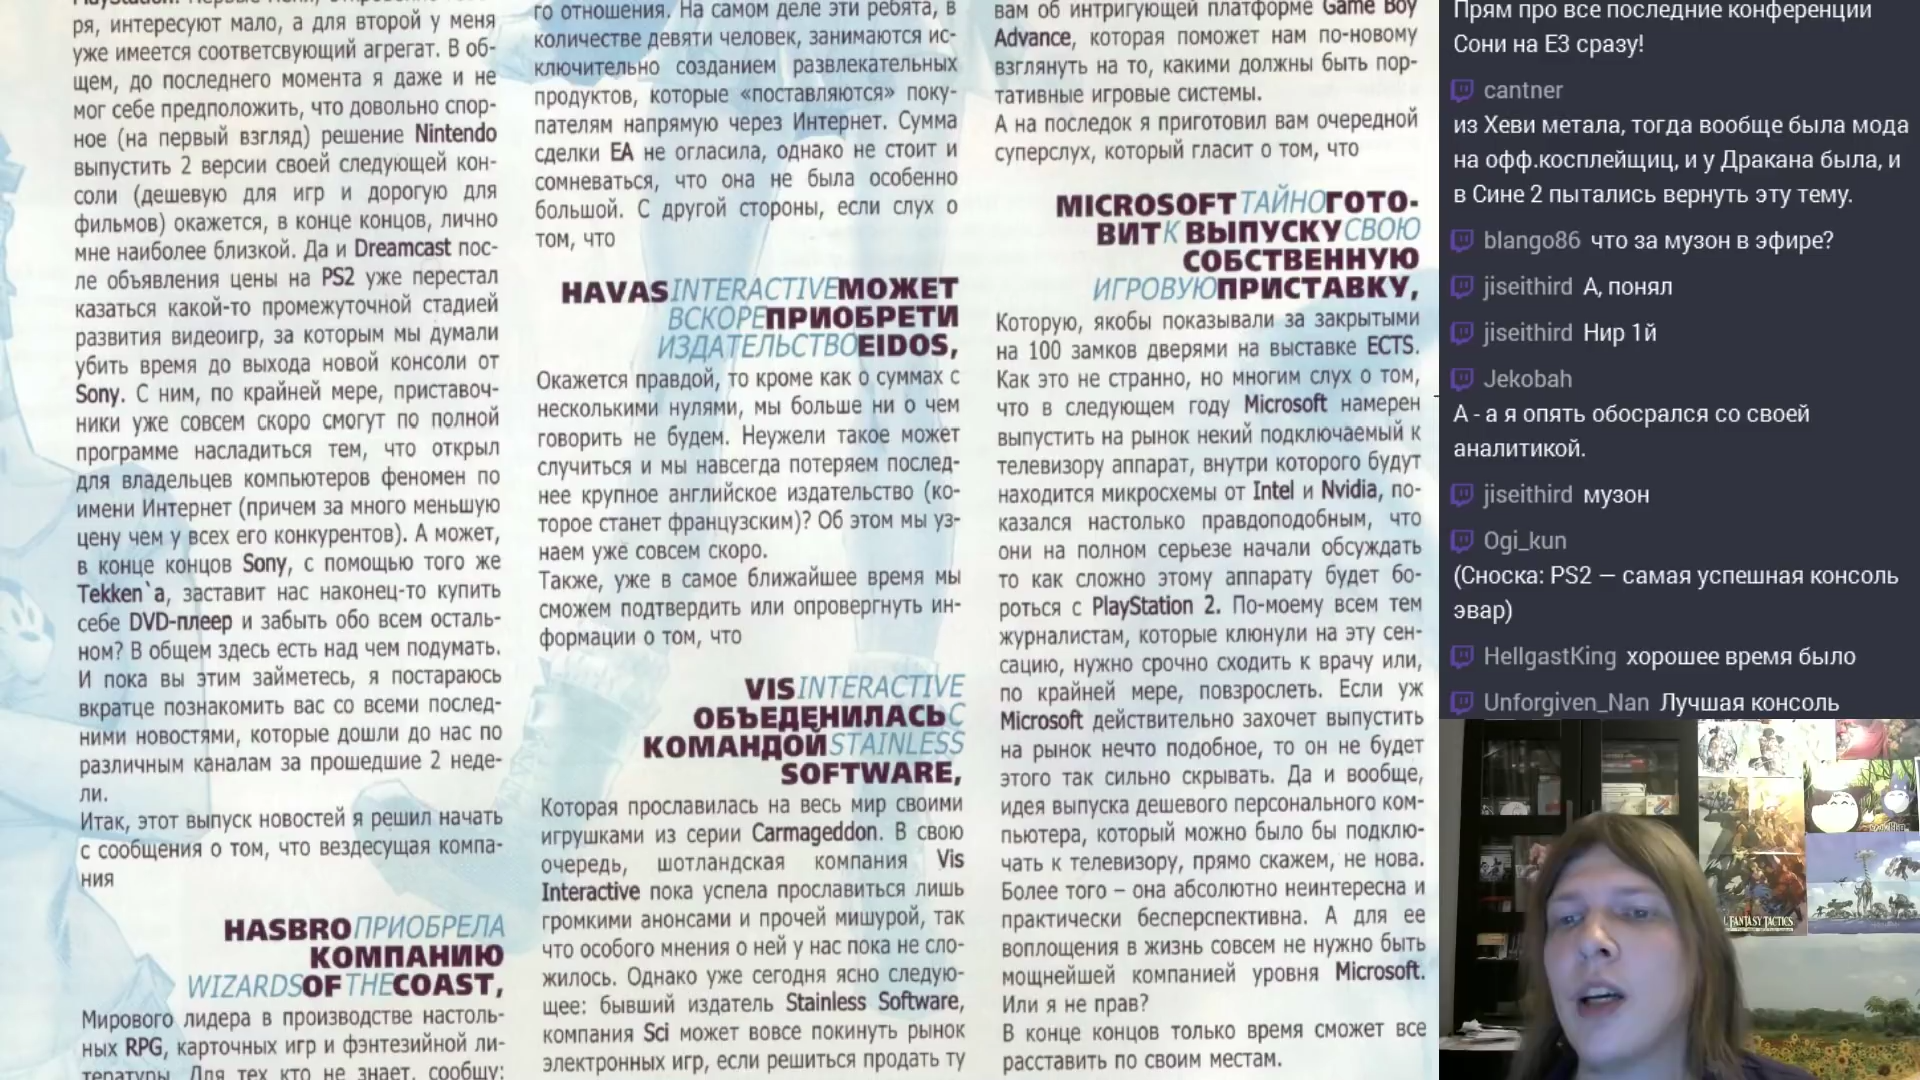 ря, интересуют мало, а для второй у меня
уже имеется соответсвующий агрегат. В об-
щем, до последнего момента я даже и не
мог себе предположить, что довольно спор-
ное (на первый взгляд) решение Nintendo
выпустить 2 версии своей следующей кон-
соли (дешевую для игр и дорогую для
фильмов) окажется, в конце концов, лично
мне наиболее близкой. Да и Dreamcast пос-
ле объявления цены на PS2 уже перестал
казаться какой-то промежуточной стадией
развития видеоигр, за которым мы думали
убить время до выхода новой консоли от
Sony. С ним, по крайней мере, приставоч-
ники уже совсем скоро смогут по полной
программе насладиться тем, что открыл
для владельцев компьютеров феномен по
имени Интернет (причем за много меньшую
цену чем у всех его конкурентов). А может,
в конце концов Sony, с помощью того же
Tekken`а, заставит нас наконец-то купить
себе DVD-плеер и забыть обо всем осталь-
ном? В общем здесь есть над чем подумать.
И пока вы этим займетесь, я постараюсь
вкратце познакомить вас со всеми послед-
ними новостями, которые дошли до нас по
различным каналам за прошедшие 2 неде-
ли.
Итак, этот выпуск новостей я решил начать
с сообщения о том, что вездесущая компа-
ния
HASBRO ПРИОБРЕЛА
КОМПАНИЮ
WIZARDS OF THE COAST,
Мирового лидера в производстве настоль-
ных RPG, карточных игр и фэнтезийной ли-
тературы. Для тех кто не знает, сообщу:
го отношения. На самом деле эти ребята, в
количестве девяти человек, занимаются ис-
ключительно созданием развлекательных
продуктов, которые «поставляются» поку-
пателям напрямую через Интернет. Сумма
сделки EA не огласила, однако не стоит и
сомневаться, что она не была особенно
большой. С другой стороны, если слух о
том, что
HAVAS INTERACTIVE МОЖЕТ
ВСКОРЕ ПРИОБРЕТИ
ИЗДАТЕЛЬСТВО EIDOS,
Окажется правдой, то кроме как о суммах с
несколькими нулями, мы больше ни о чем
говорить не будем. Неужели такое может
случиться и мы навсегда потеряем послед-
нее крупное английское издательство (ко-
торое станет французским)? Об этом мы уз-
наем уже совсем скоро.
Также, уже в самое ближайшее время мы
сможем подтвердить или опровергнуть ин-
формации о том, что
VIS INTERACTIVE
ОБЪЕДЕНИЛАСЬ С
КОМАНДОЙ STAINLESS
SOFTWARE,
Которая прославилась на весь мир своими
игрушками из серии Carmageddon. В свою
очередь, шотландская компания Vis
Interactive пока успела прославиться лишь
громкими анонсами и прочей мишурой, так
что особого мнения о ней у нас пока не сло-
жилось. Однако уже сегодня ясно следую-
щее: бывший издатель Stainless Software,
компания Sci может вовсе покинуть рынок
электронных игр, если решиться продать ту
вам об интригующей платформе Game Boy
Advance, которая поможет нам по-новому
взглянуть на то, какими должны быть пор-
тативные игровые системы.
А на последок я приготовил вам очередной
суперслух, который гласит о том, что
MICROSOFT ТАЙНО ГОТО-
ВИТ К ВЫПУСКУ СВОЮ
СОБСТВЕННУЮ
ИГРОВУЮ ПРИСТАВКУ,
Которую, якобы показывали за закрытыми
на 100 замков дверями на выставке ECTS.
Как это не странно, но многим слух о том,
что в следующем году Microsoft намерен
выпустить на рынок некий подключаемый к
телевизору аппарат, внутри которого будут
находится микросхемы от Intel и Nvidia, по-
казался настолько правдоподобным, что
они на полном серьезе начали обсуждать
то как сложно этому аппарату будет бо-
роться с PlayStation 2. По-моему всем тем
журналистам, которые клюнули на эту сен-
сацию, нужно срочно сходить к врачу или,
по крайней мере, повзрослеть. Если уж
Microsoft действительно захочет выпустить
на рынок нечто подобное, то он не будет
этого так сильно скрывать. Да и вообще,
идея выпуска дешевого персонального ком-
пьютера, который можно было бы подклю-
чать к телевизору, прямо скажем, не нова.
Более того – она абсолютно неинтересна и
практически бесперспективна. А для ее
воплощения в жизнь совсем не нужно быть
мощнейшей компанией уровня Microsoft.
Или я не прав?
В конце концов только время сможет все
расставить по своим местам.
Прям про все последние конференции
Сони на Е3 сразу!
cantner
из Хеви метала, тогда вообще была мода
на офф.косплейщиц, и у Дракана была, и
в Сине 2 пытались вернуть эту тему.
blango86 что за музон в эфире?
jiseithird А, понял
jiseithird Нир 1й
Jekobah
А - а я опять обосрался со своей
аналитикой.
jiseithird музон
Ogi_kun
(Сноска: PS2 — самая успешная консоль
эвар)
HellgastKing хорошее время было
Unforgiven_Nan Лучшая консоль
FANTASY TACTICS